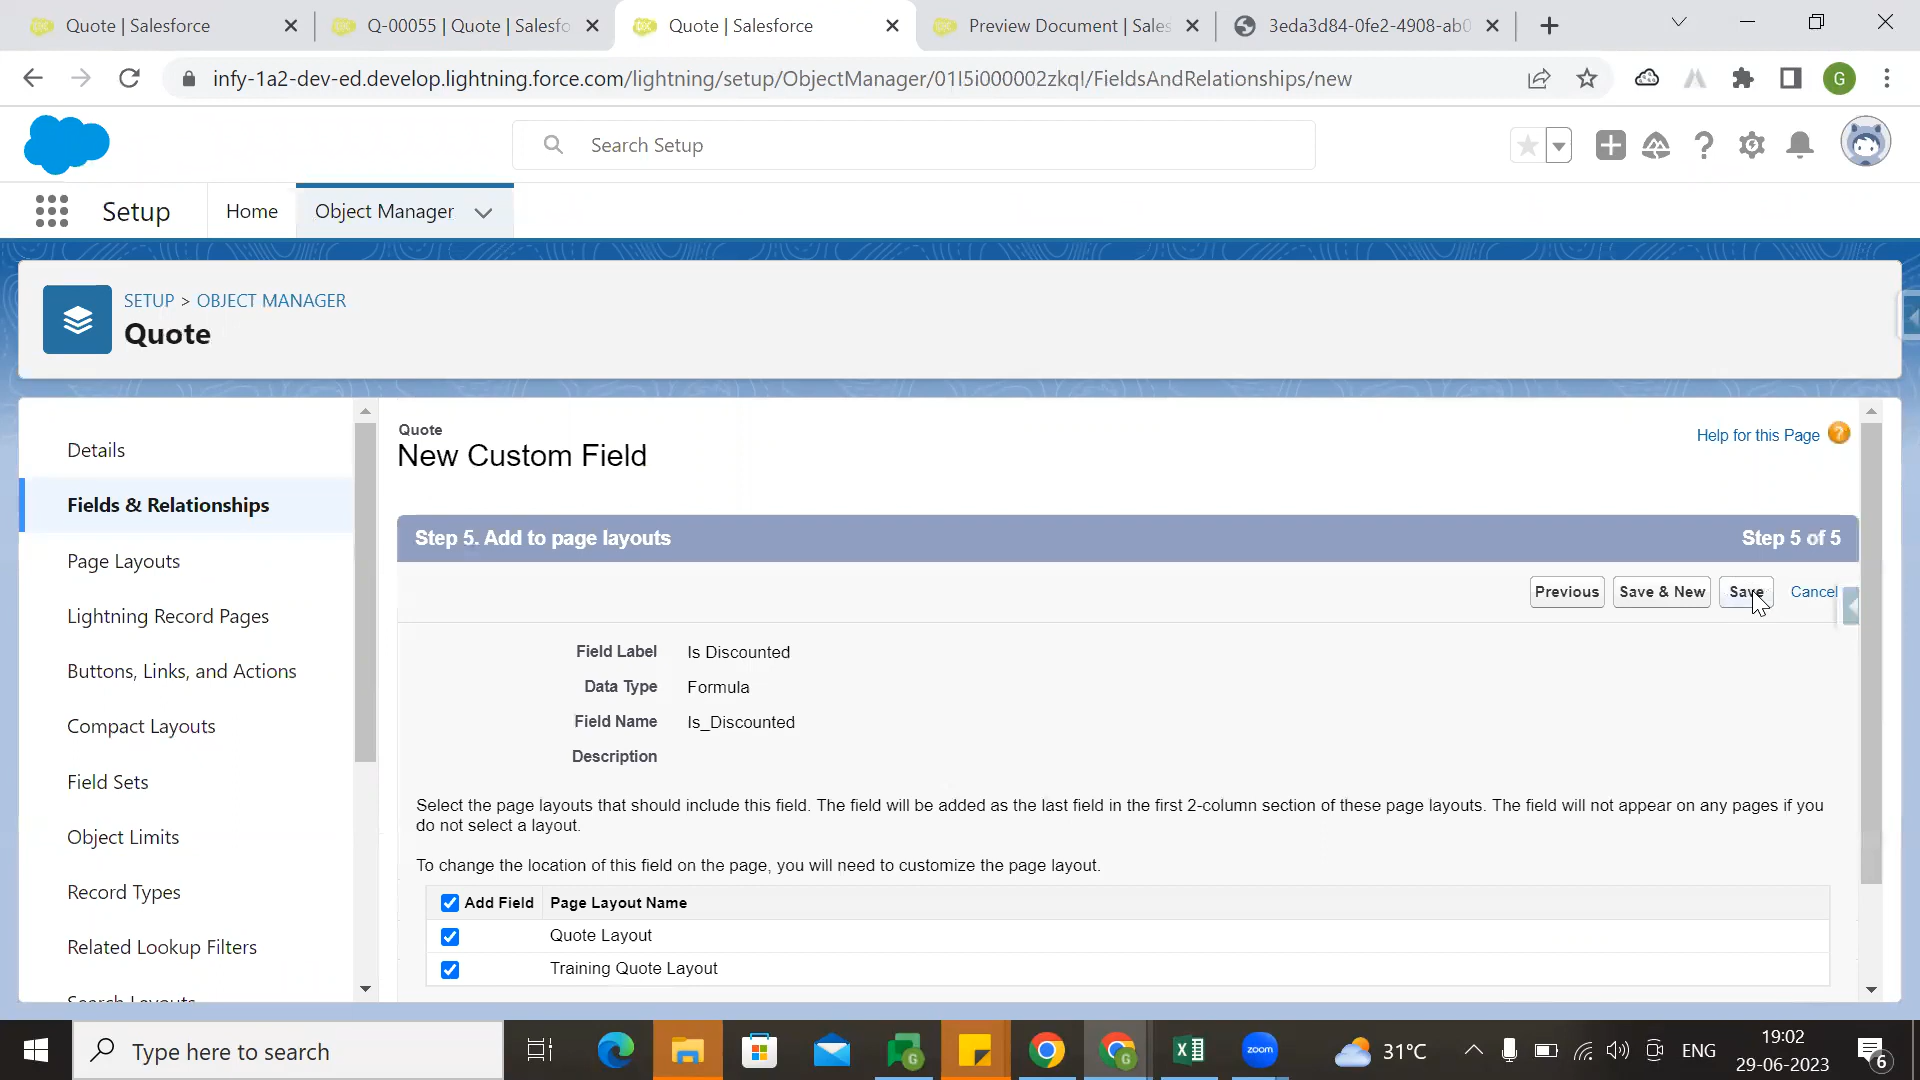 Quote | Salesforce
Q-00055 | Quote | Salesfo
Quote | Salesforce
Preview Document | Sales
3eda3d84-0fe2-4908-ab0
infy-1a2-dev-ed.develop.lightning.force.com/lightning/setup/ObjectManager/01I5i000002zkqI/FieldsAndRelationships/new
G
Search Setup
Setup
Home
Object Manager
SETUP > OBJECT MANAGER
Quote
Details
Fields & Relationships
Page Layouts
Lightning Record Pages
Buttons, Links, and Actions
Compact Layouts
Field Sets
Object Limits
Record Types
Related Lookup Filters
Search Layouts
Quote
New Custom Field
Help for this Page
Step 5. Add to page layouts
Step 5 of 5
Previous
Save & New
Save
Cancel
Field Label Is Discounted
Data Type Formula
Field Name Is_Discounted
Description
Select the page layouts that should include this field. The field will be added as the last field in the first 2-column section of these page layouts. The field will not appear on any pages if you
do not select a layout.
To change the location of this field on the page, you will need to customize the page layout.
Add Field Page Layout Name
Quote Layout
Training Quote Layout
Type here to search
G
G
zoom
31°C
ENG
19:02
29-06-2023
6